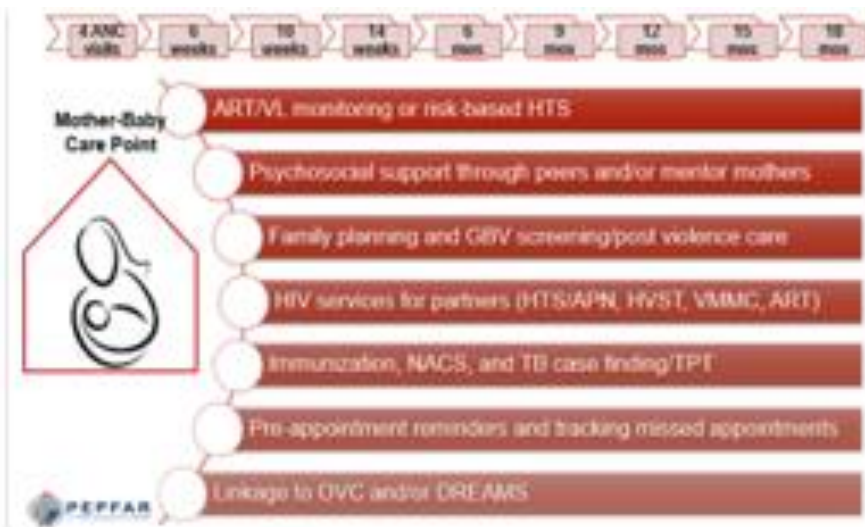 4 ANC visits
6 weeks
10 weeks
14 weeks
6 mos
9 mos
12 mos
15 mos
18 mos
Mother-Baby
Care Point
ART/VL monitoring or risk-based HTS
Psychosocial support through peers and/or mentor mothers
Family planning and GBV screening/post violence care
HIV services for partners (HTS/APN, HVST, VMMC, ART)
Immunization, NACS, and TB case finding/TPT
Pre-appointment reminders and tracking missed appointments
Linkage to OVC and/or DREAMS
PEPFAR